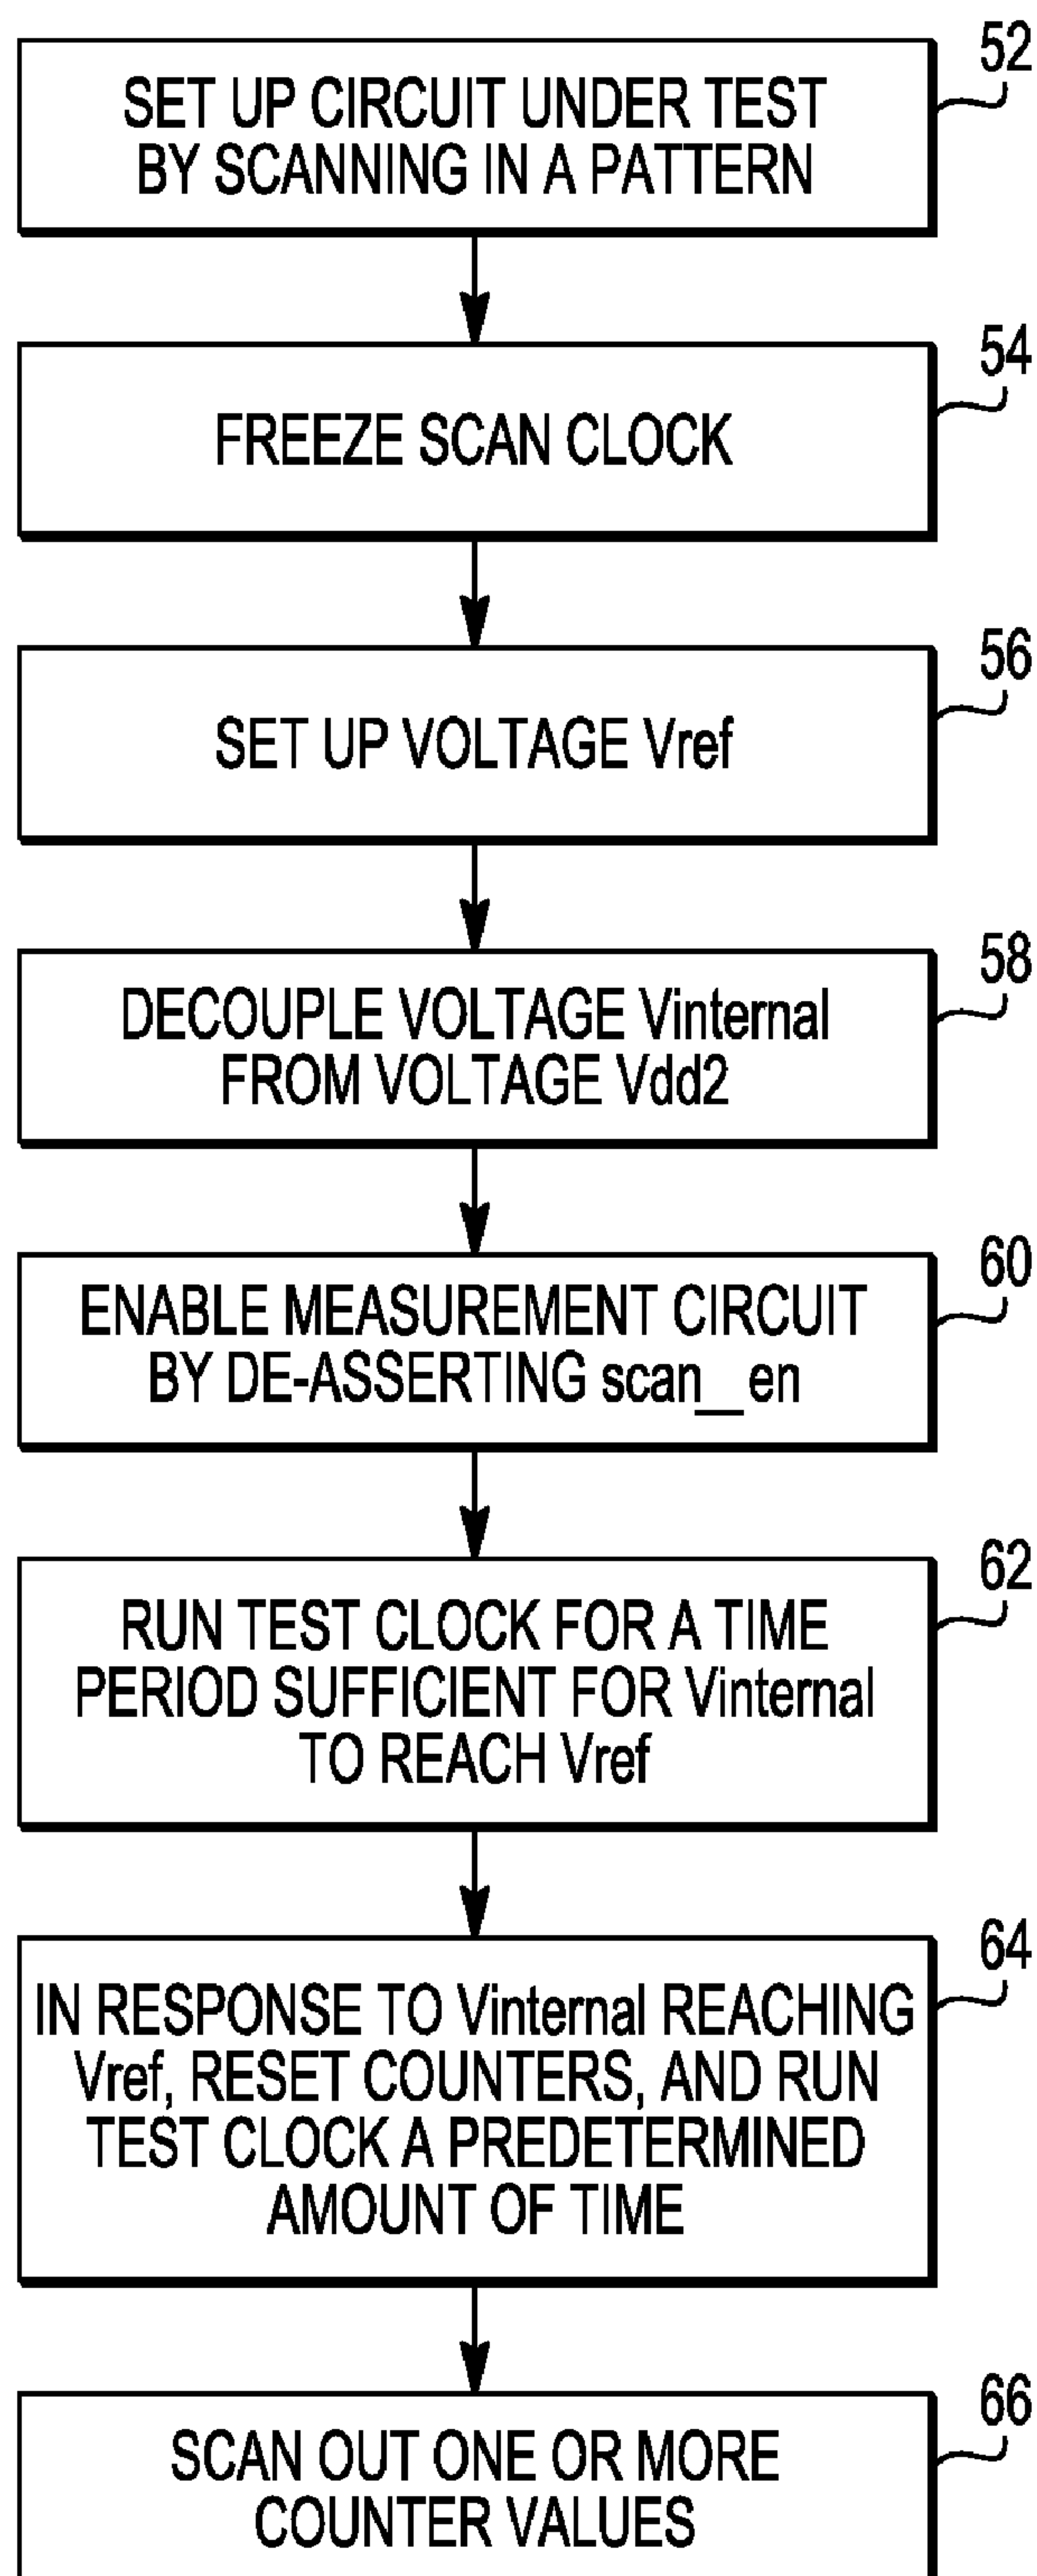 52
SET UP CIRCUIT UNDER TEST
BY SCANNING IN A PATTERN
54
FREEZE SCAN CLOCK
56
SET UP VOLTAGE Vref
58
DECOUPLE VOLTAGE Vinternal
FROM VOLTAGE Vdd2
60
ENABLE MEASUREMENT CIRCUIT
BY DE-ASSERTING scan_en
62
RUN TEST CLOCK FOR A TIME
PERIOD SUFFICIENT FOR Vinternal
TO REACH Vref
64
IN RESPONSE TO Vinternal REACHING
Vref, RESET COUNTERS, AND RUN
TEST CLOCK A PREDETERMINED
AMOUNT OF TIME
66
SCAN OUT ONE OR MORE
COUNTER VALUES